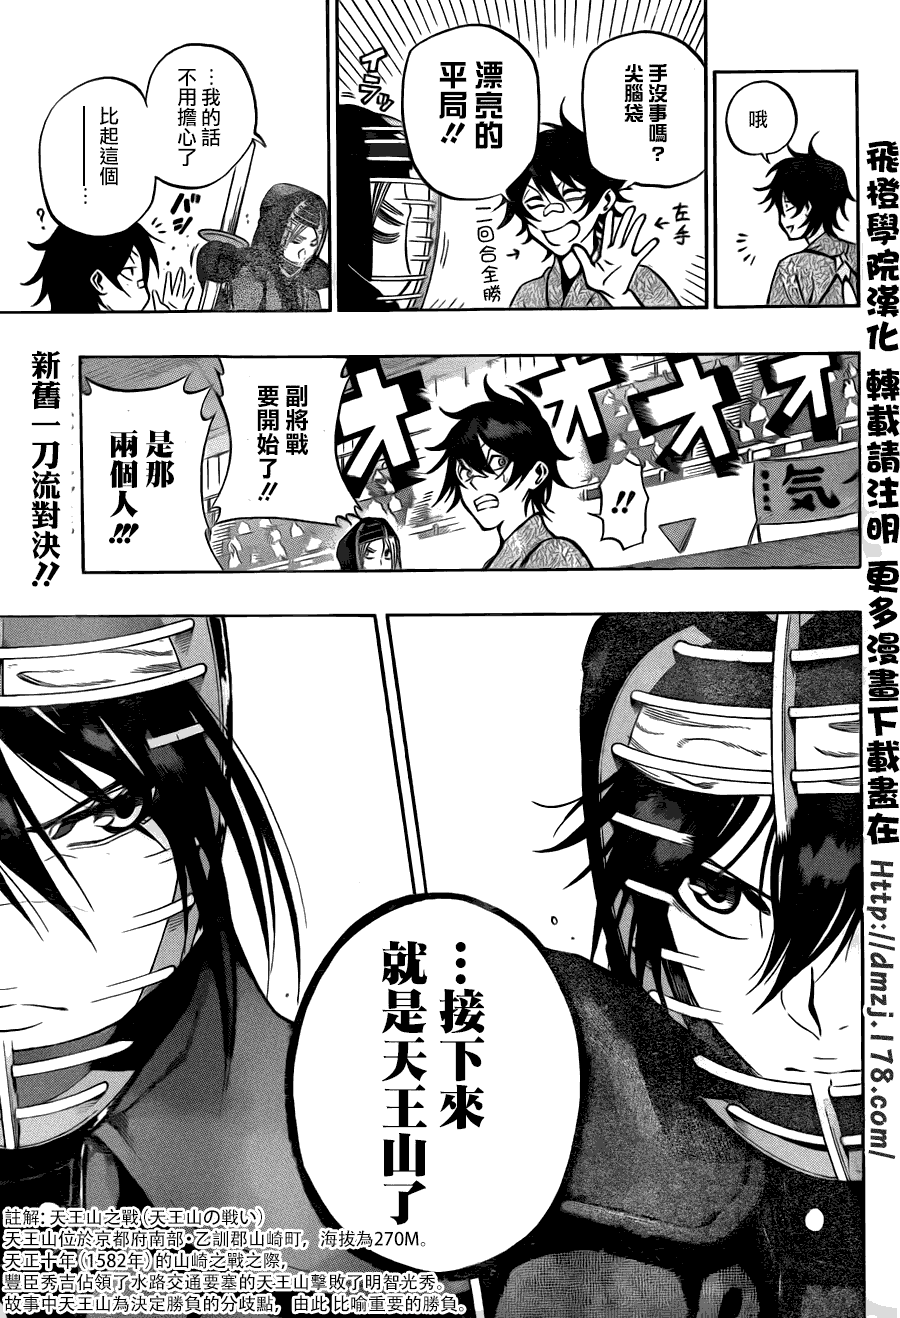 哦
手沒事嗎?
尖腦袋
漂亮的
平局!!
イラッ
←左手
二回合全勝
…我的話
不用擔心了
比起這個
——…
バシ
?
オオオオ
!!
気…
副將戰
要開始了!!
是那
兩個人!!!
新舊一刀流對決!!
…接下來
就是天王山了
註解: 天王山之戰 (天王山の戦い)
天王山位於京都府南部·乙訓郡山崎町，海拔為270M。
天正十年(1582年)的山崎之戰之際，
豐臣秀吉佔領了水路交通要塞的天王山擊敗了明智光秀。
故事中天王山為決定勝負的分歧點，由此 比喻重要的勝負。
飛橙學院漢化 轉載請注明 更多漫畫下載盡在 Http://dmzj.178.com/